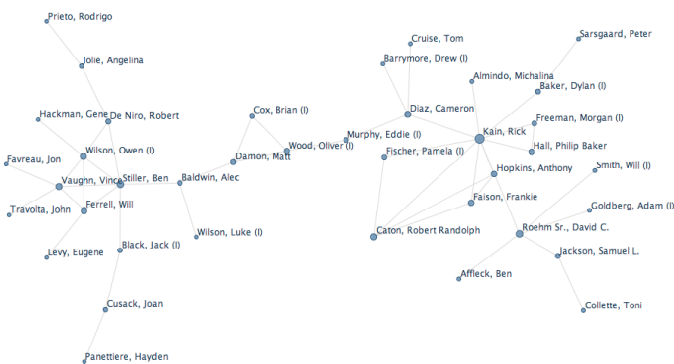 Prieto, Rodrigo
Jolie, Angelina
Hackman, Gene
De Niro, Robert
Wilson, Owen (I)
Favreau, Jon
Vaughn, Vince
Stiller, Ben
Travolta, John
Ferrell, Will
Levy, Eugene
Black, Jack (I)
Cusack, Joan
Panettiere, Hayden
Cox, Brian (I)
Wood, Oliver (I)
Damon, Matt
Baldwin, Alec
Wilson, Luke (I)
Cruise, Tom
Barrymore, Drew (I)
Sarsgaard, Peter
Almindo, Michalina
Baker, Dylan (I)
Diaz, Cameron
Freeman, Morgan (I)
Murphy, Eddie (I)
Kain, Rick
Fischer, Pamela (I)
Hall, Philip Baker
Hopkins, Anthony
Smith, Will (I)
Faison, Frankie
Goldberg, Adam (I)
Caton, Robert Randolph
Roehm Sr., David C.
Jackson, Samuel L.
Affleck, Ben
Collette, Toni